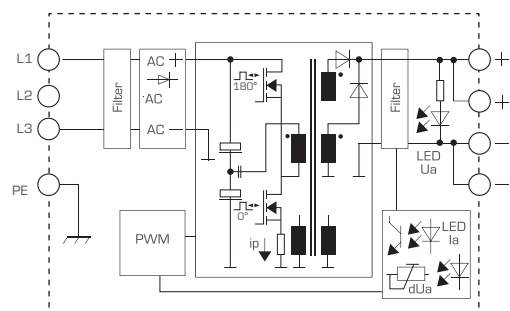 L1
L2
L3
PE
Filter
AC
AC
AC
180°
0°
ip
PWM
Filter
LED
Ua
LED
Ia
dUa
+
+
−
−